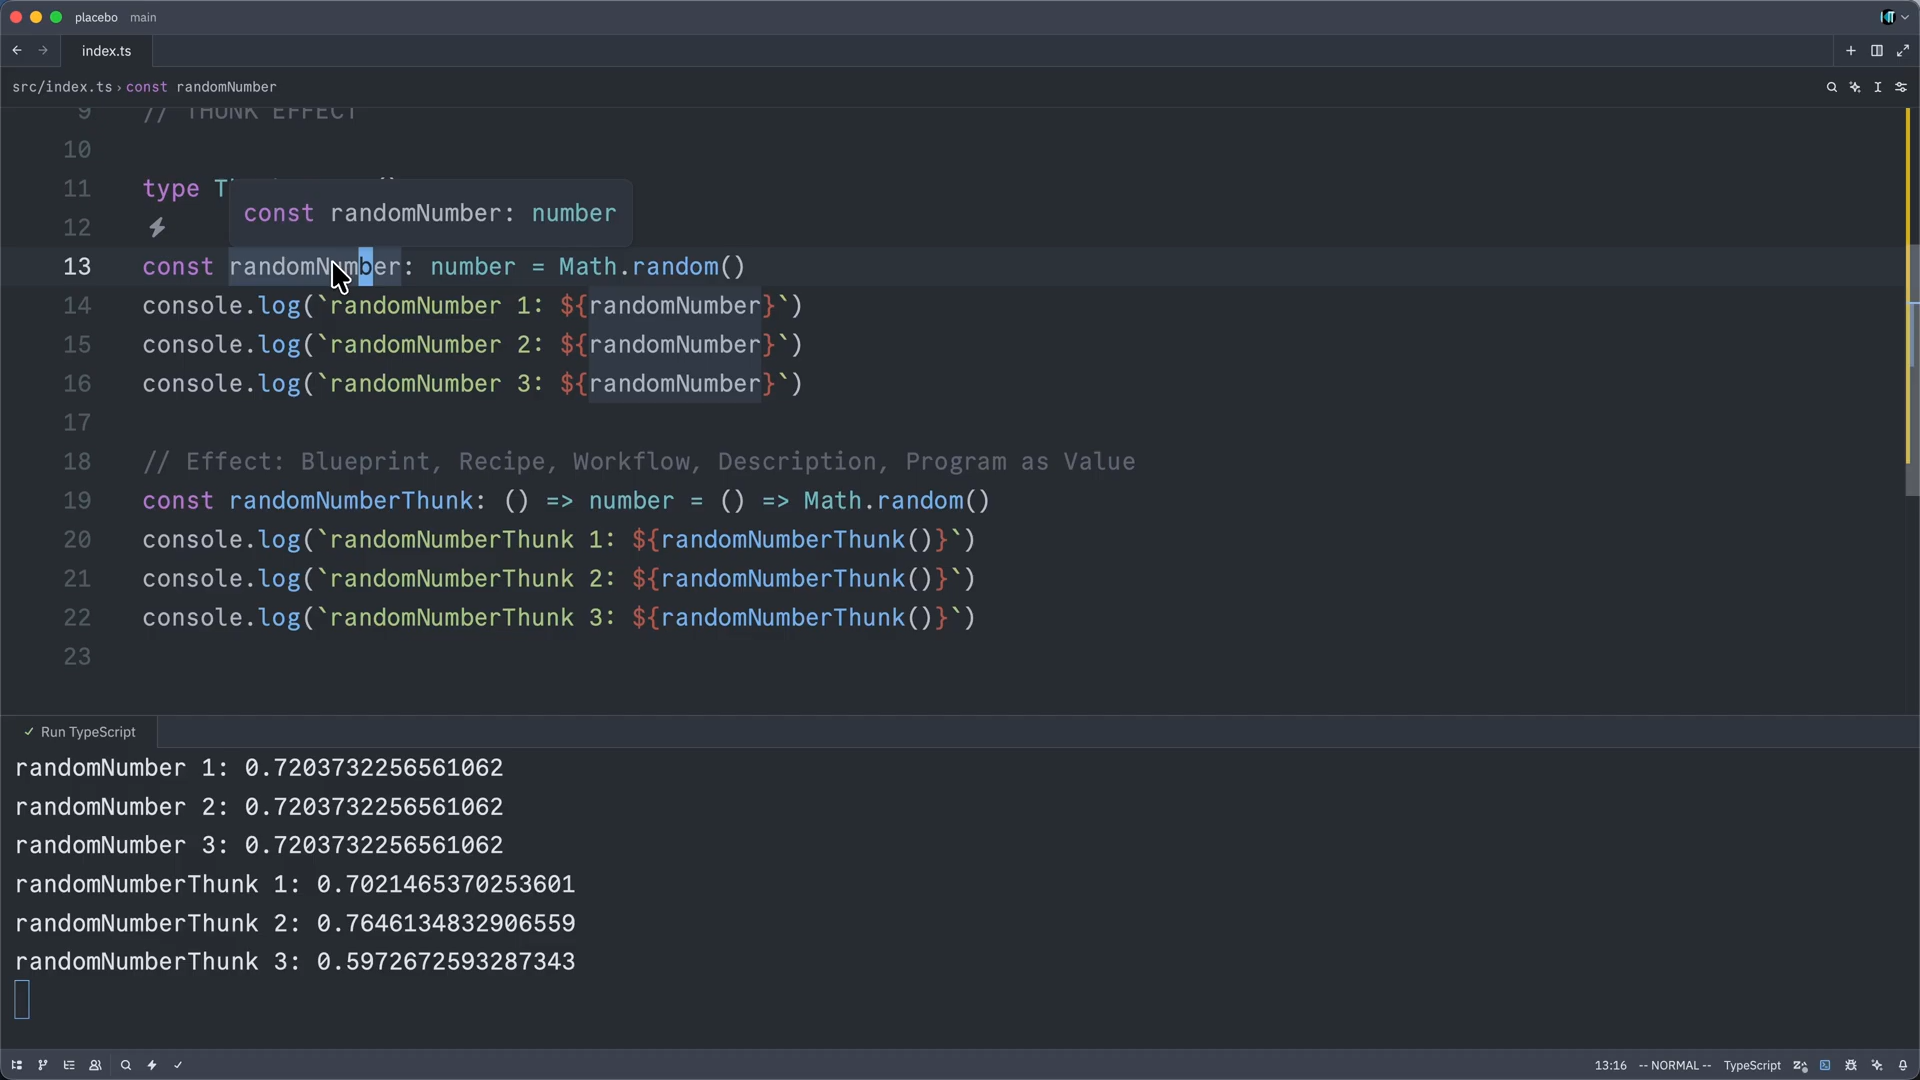 placebo main
index.ts
src/index.ts › const randomNumber
9 // THUNK EFFECT
10
11 type T
const randomNumber: number
12
13 const randomNumber: number = Math.random()
14 console.log(`randomNumber 1: ${randomNumber}`)
15 console.log(`randomNumber 2: ${randomNumber}`)
16 console.log(`randomNumber 3: ${randomNumber}`)
17
18 // Effect: Blueprint, Recipe, Workflow, Description, Program as Value
19 const randomNumberThunk: () => number = () => Math.random()
20 console.log(`randomNumberThunk 1: ${randomNumberThunk()}`)
21 console.log(`randomNumberThunk 2: ${randomNumberThunk()}`)
22 console.log(`randomNumberThunk 3: ${randomNumberThunk()}`)
23
✓ Run TypeScript
randomNumber 1: 0.7203732256561062
randomNumber 2: 0.7203732256561062
randomNumber 3: 0.7203732256561062
randomNumberThunk 1: 0.7021465370253601
randomNumberThunk 2: 0.7646134832906559
randomNumberThunk 3: 0.5972672593287343
13:16 -- NORMAL -- TypeScript